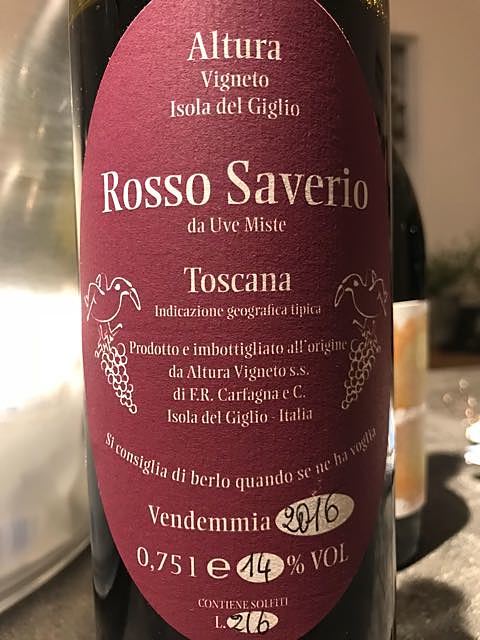 Altura
Vigneto
Isola del Giglio
Rosso Saverio
da Uve Miste
Toscana
Indicazione geografica tipica
Prodotto e imbottigliato all'origine
da Altura Vigneto s.s.
di F.R. Carfagna e C.
Isola del Giglio - Italia
Si consiglia di berlo quando se ne ha voglia
Vendemmia 2016
0,75 l e 14 % VOL
CONTIENE SOLFITI
L. 216